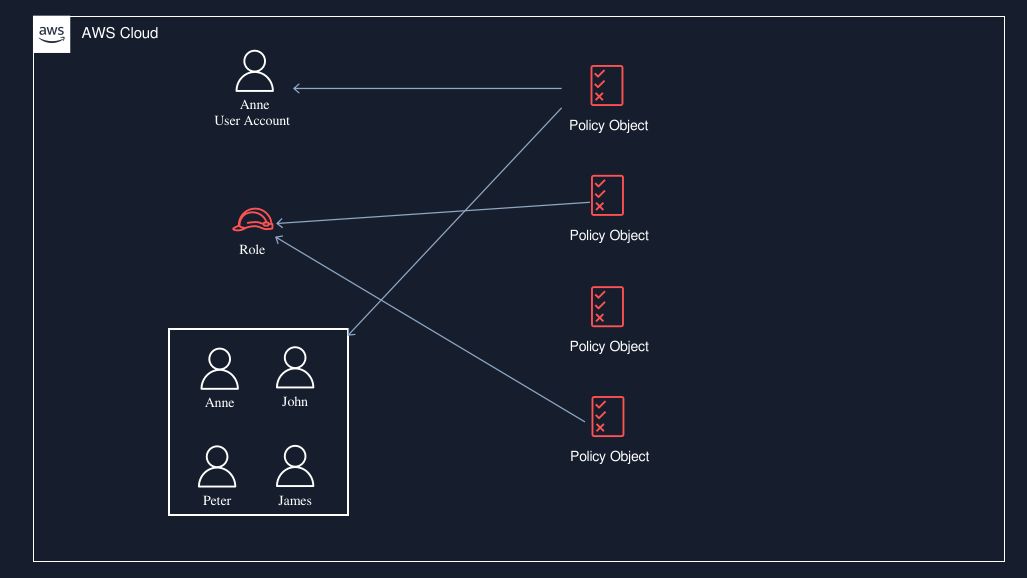 aws
AWS Cloud
Anne
User Account
Policy Object
Policy Object
Role
Policy Object
Anne
John
Policy Object
Peter
James